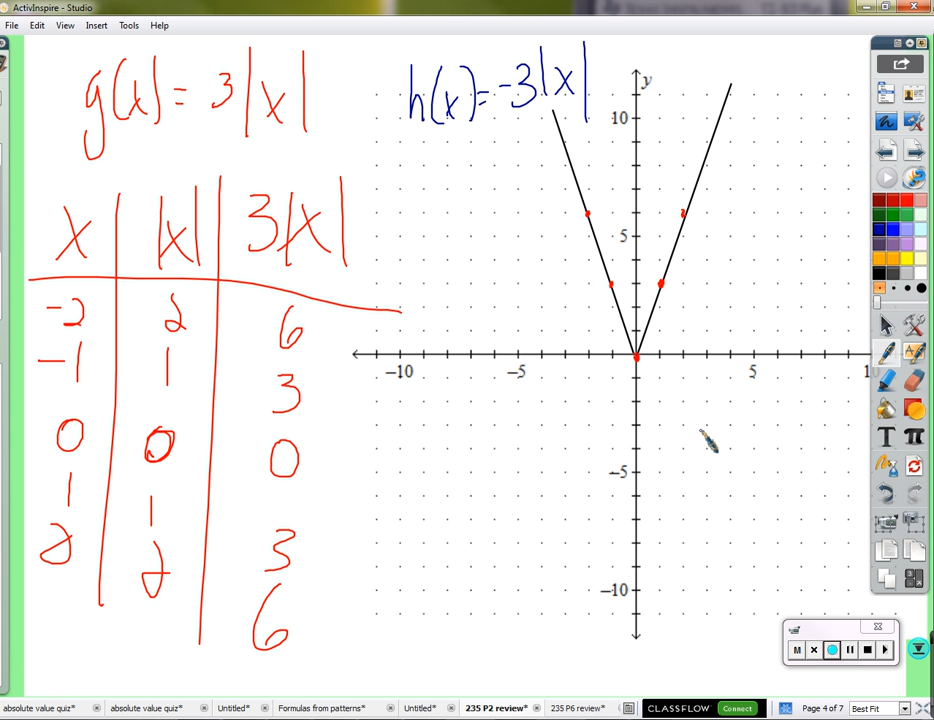 ActivInspire - Studio
File Edit View Insert Tools Help
g(x) = 3|x|
h(x) = -3|x|
x |x| 3|x|
-2 2 6
-1 1 3
0 0 0
1 1 3
2 2 6
y
10
5
-10 -5 5 10
-5
-10
M
absolute value quiz* absolute value quiz* Untitled* Formulas from patterns* Untitled* 235 P2 review* 235 P6 review* CLASSFLOW Connect Page 4 of 7 Best Fit